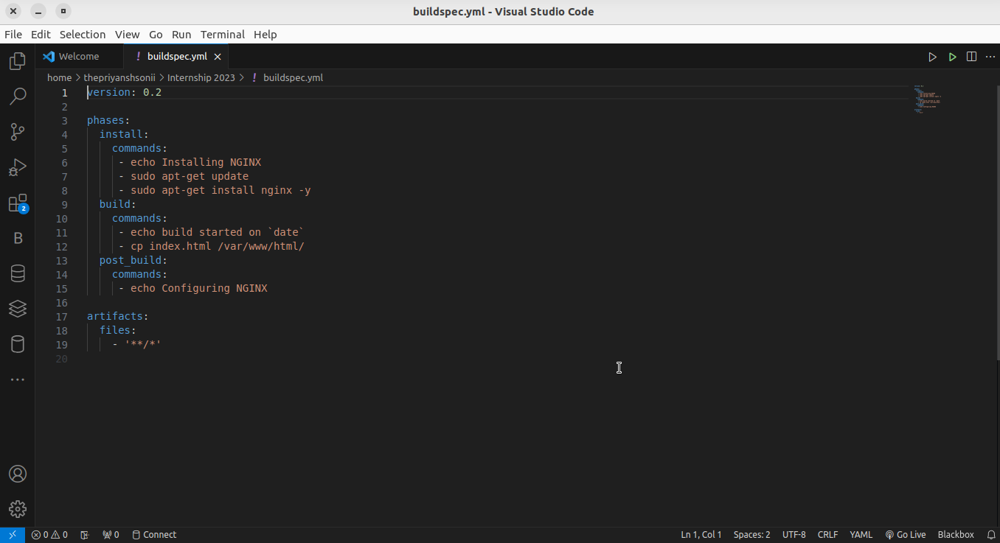 buildspec.yml - Visual Studio Code
File Edit Selection View Go Run Terminal Help
Welcome
! buildspec.yml
home > thepriyanshsonii > Internship 2023 > ! buildspec.yml
1 version: 0.2
2
3 phases:
4 install:
5 commands:
6 - echo Installing NGINX
7 - sudo apt-get update
8 - sudo apt-get install nginx -y
9 build:
10 commands:
11 - echo build started on `date`
12 - cp index.html /var/www/html/
13 post_build:
14 commands:
15 - echo Configuring NGINX
16
17 artifacts:
18 files:
19 - '**/*'
20
2
B
0 0 0 Connect Ln 1, Col 1 Spaces: 2 UTF-8 CRLF YAML Go Live Blackbox